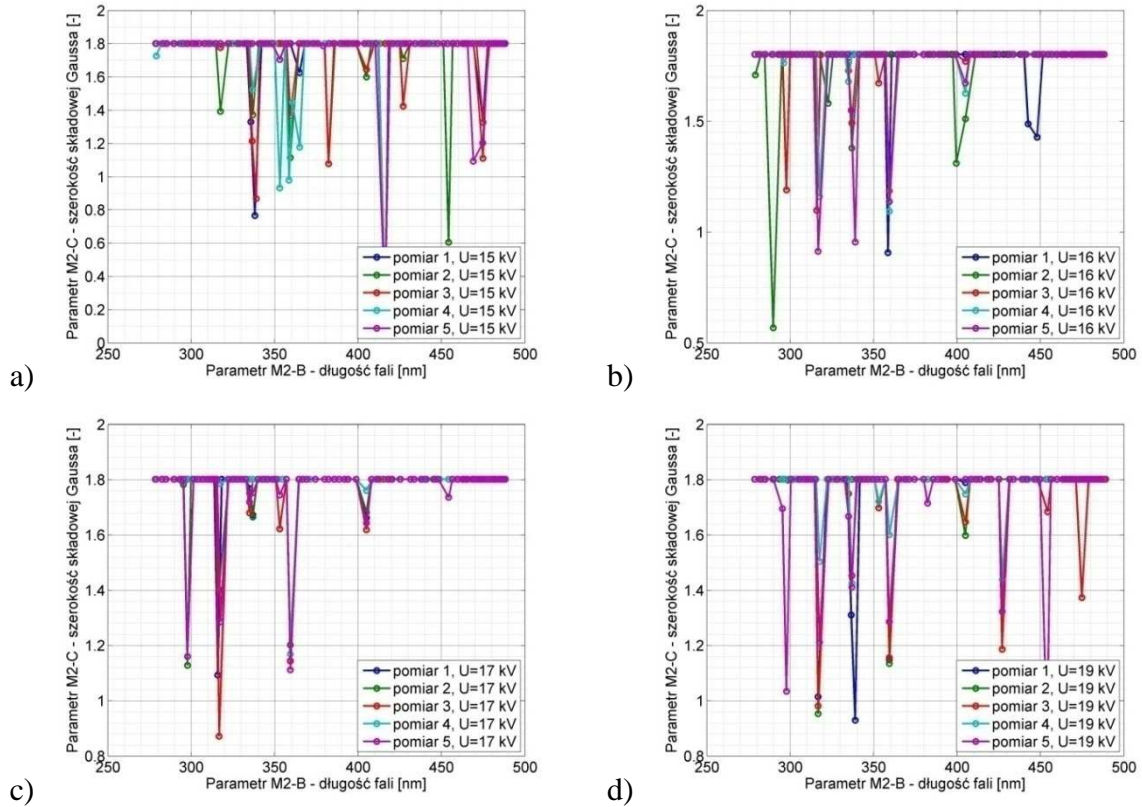 2
1.8
1.6
1.4
1.2
1
0.8
0.6
0.4
0.2
0
250 300 350 400 450 500
Parametr M2-C - szerokość składowej Gaussa [-]
Parametr M2-B - długość fali [nm]
pomiar 1, U=15 kV
pomiar 2, U=15 kV
pomiar 3, U=15 kV
pomiar 4, U=15 kV
pomiar 5, U=15 kV
a)
2
1.5
1
0.5
250 300 350 400 450 500
Parametr M2-C - szerokość składowej Gaussa [-]
Parametr M2-B - długość fali [nm]
pomiar 1, U=16 kV
pomiar 2, U=16 kV
pomiar 3, U=16 kV
pomiar 4, U=16 kV
pomiar 5, U=16 kV
b)
2
1.8
1.6
1.4
1.2
1
0.8
250 300 350 400 450 500
Parametr M2-C - szerokość składowej Gaussa [-]
Parametr M2-B - długość fali [nm]
pomiar 1, U=17 kV
pomiar 2, U=17 kV
pomiar 3, U=17 kV
pomiar 4, U=17 kV
pomiar 5, U=17 kV
c)
2
1.8
1.6
1.4
1.2
1
0.8
250 300 350 400 450 500
Parametr M2-C - szerokość składowej Gaussa [-]
Parametr M2-B - długość fali [nm]
pomiar 1, U=19 kV
pomiar 2, U=19 kV
pomiar 3, U=19 kV
pomiar 4, U=19 kV
pomiar 5, U=19 kV
d)